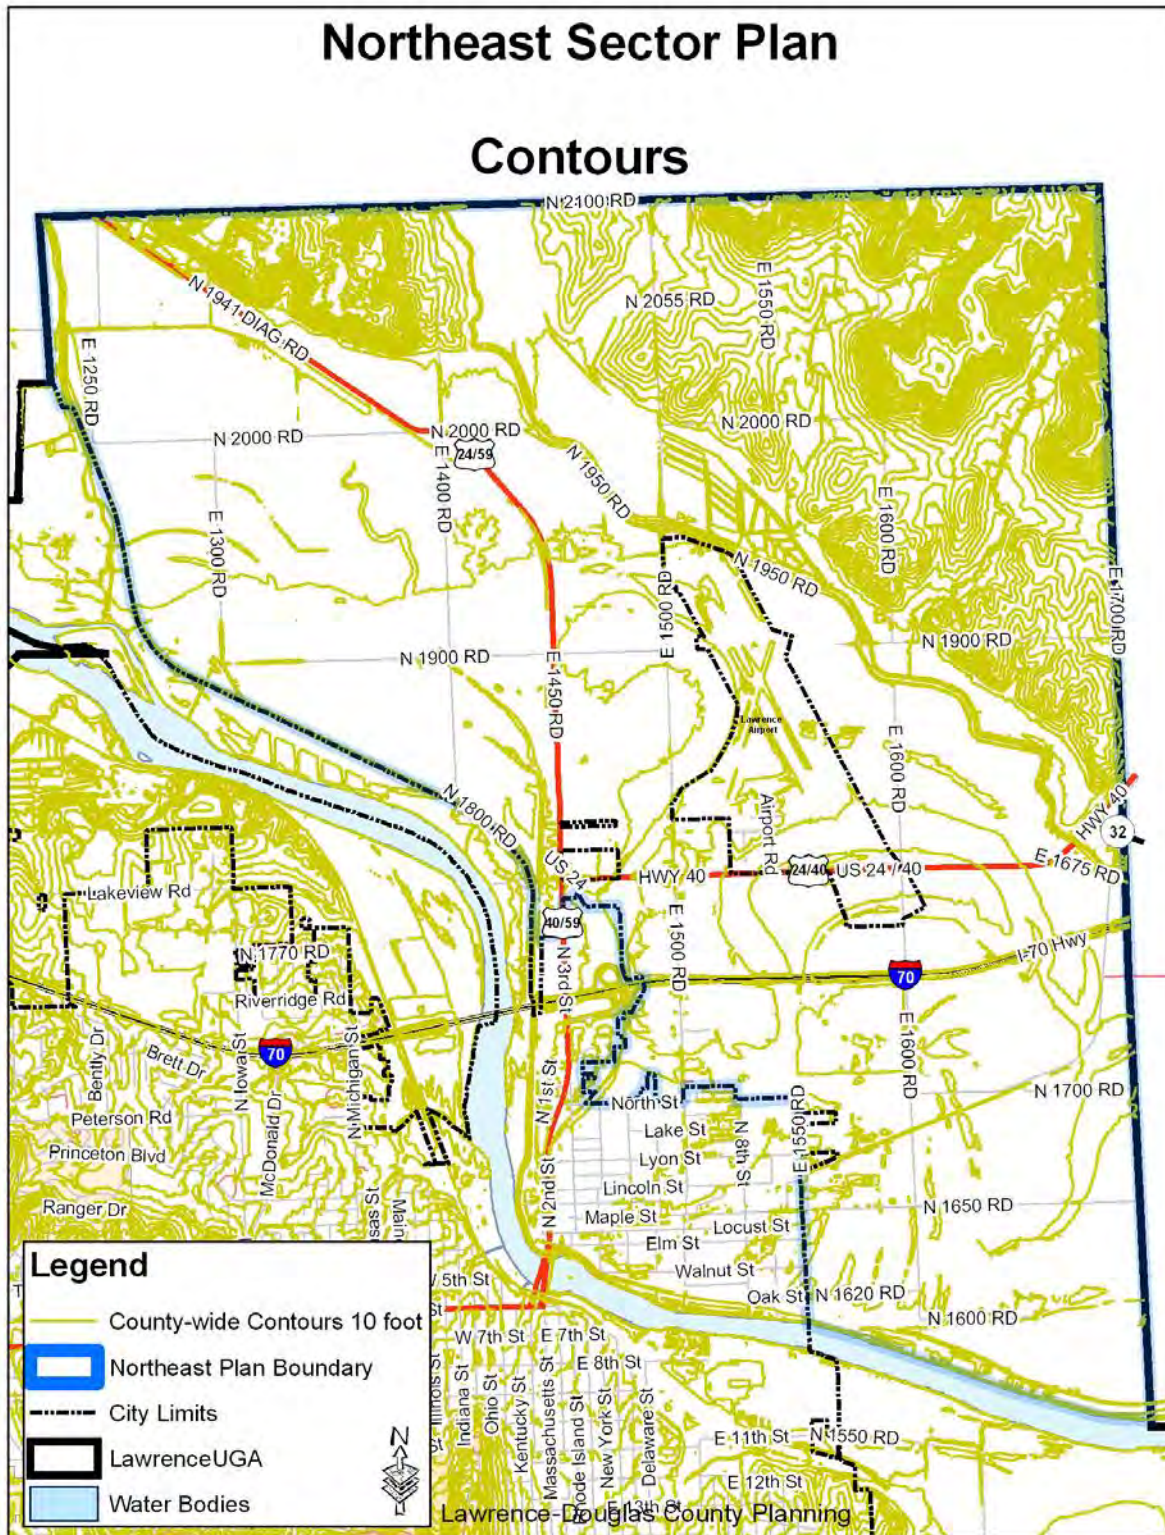 Northeast Sector Plan
Contours
N 2100 RD
N 1941 DIAG RD
N 2055 RD
E 1550 RD
E 1250 RD
N 2000 RD
N 2000 RD
24/59
N 2000 RD
E 1400 RD
N 1950 RD
E 1300 RD
E 1600 RD
N 1950 RD
E 1500 RD
E 1700 RD
N 1900 RD
N 1900 RD
E 1450 RD
Lawrence
Airport
E 1600 RD
N 1800 RD
Airport Rd
HWY 40
32
US 24
HWY 40
24/40
US 24 / 40
E 1675 RD
Lakeview Rd
40/59
E 1500 RD
I-70 Hwy
N 1770 RD
N 3rd St
70
Riverridge Rd
Bently Dr
Brett Dr
N Iowa St
70
N Michigan St
E 1600 RD
N 1st St
N 1700 RD
McDonald Dr
North St
Peterson Rd
Lake St
N 8th St
E 1550 RD
Princeton Blvd
Lyon St
Lincoln St
Ranger Dr
N 2nd St
Maple St
Locust St
N 1650 RD
Elm St
Walnut St
Oak St
N 1620 RD
N 1600 RD
W 7th St
E 7th St
E 8th St
Indiana St
Ohio St
Kentucky St
Massachusetts St
New York St
Delaware St
E 11th St
N 1550 RD
E 12th St
E 13th St
Legend
County-wide Contours 10 foot
Northeast Plan Boundary
City Limits
LawrenceUGA
Water Bodies
N
Lawrence-Douglas County Planning